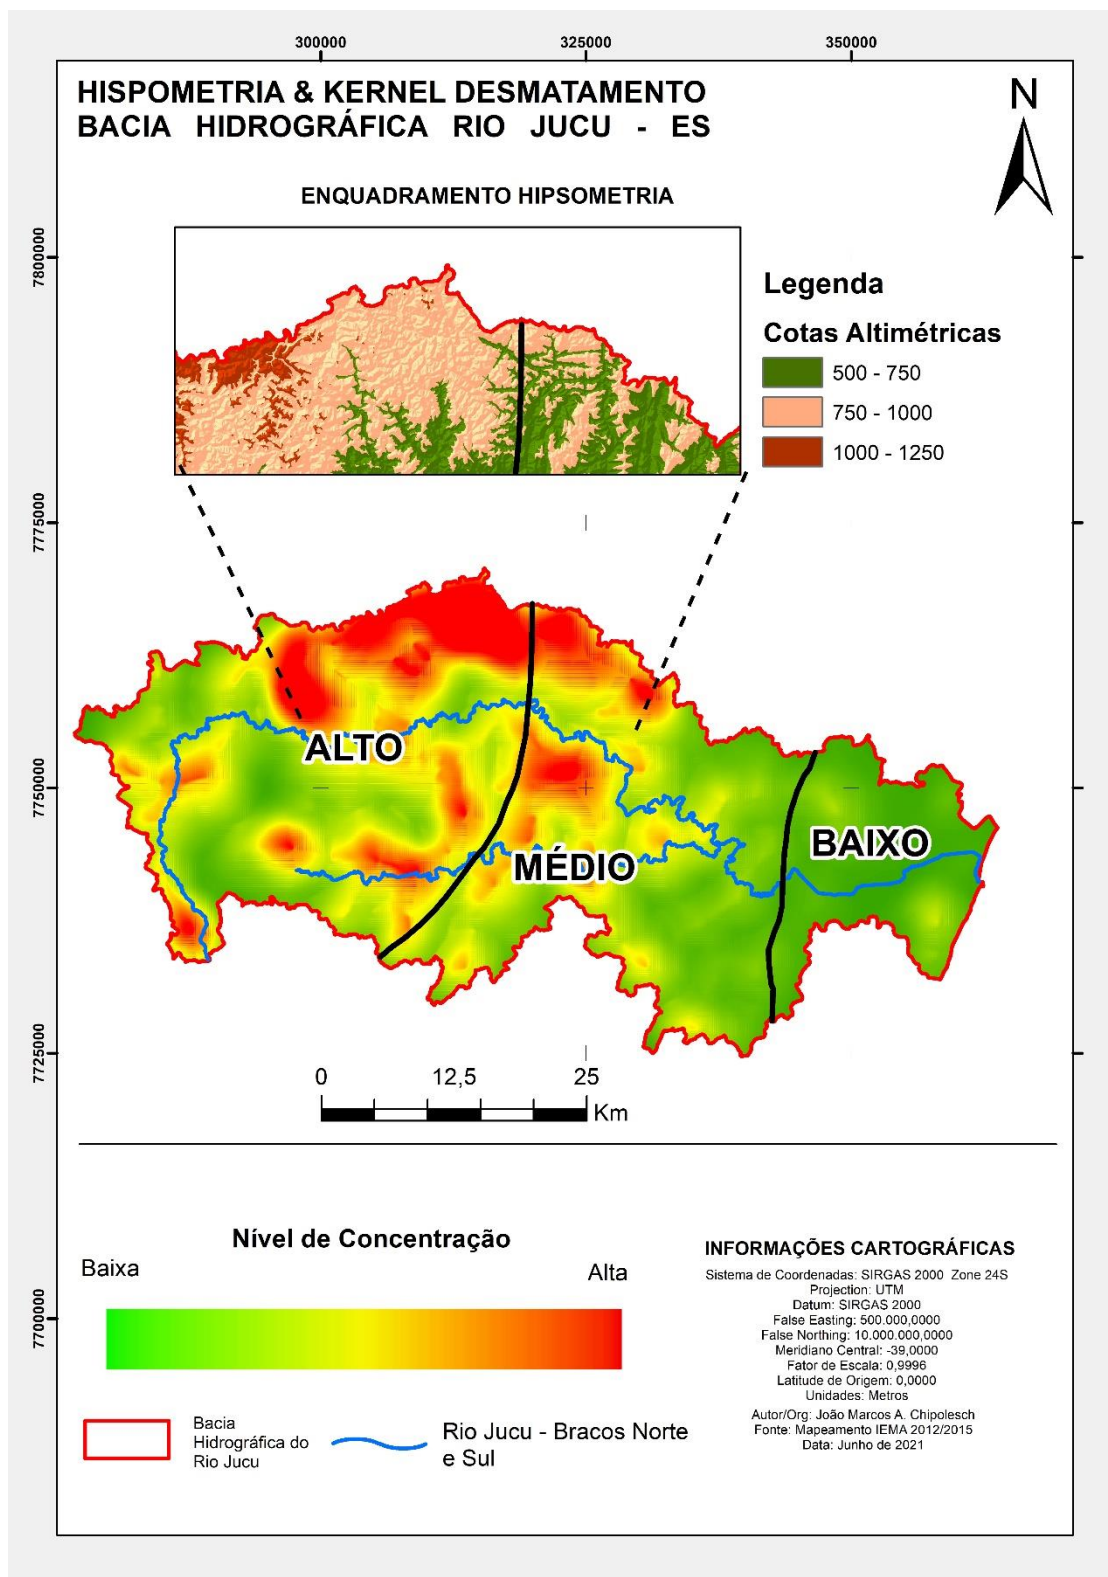 300000
325000
350000
HISPOMETRIA & KERNEL DESMATAMENTO
BACIA HIDROGRÁFICA RIO JUCU - ES
N
ENQUADRAMENTO HIPSOMETRIA
7800000
Legenda
Cotas Altimétricas
500 - 750
750 - 1000
1000 - 1250
7775000
ALTO
7750000
BAIXO
MÉDIO
7725000
0
12,5
25
Km
Nível de Concentração
Baixa
Alta
7700000
Bacia
Hidrográfica do
Rio Jucu
Rio Jucu - Bracos Norte
e Sul
INFORMAÇÕES CARTOGRÁFICAS
Sistema de Coordenadas: SIRGAS 2000 Zone 24S
Projection: UTM
Datum: SIRGAS 2000
False Easting: 500.000,0000
False Northing: 10.000.000,0000
Meridiano Central: -39,0000
Fator de Escala: 0,9996
Latitude de Origem: 0,0000
Unidades: Metros
Autor/Org: João Marcos A. Chipolesch
Fonte: Mapeamento IEMA 2012/2015
Data: Junho de 2021